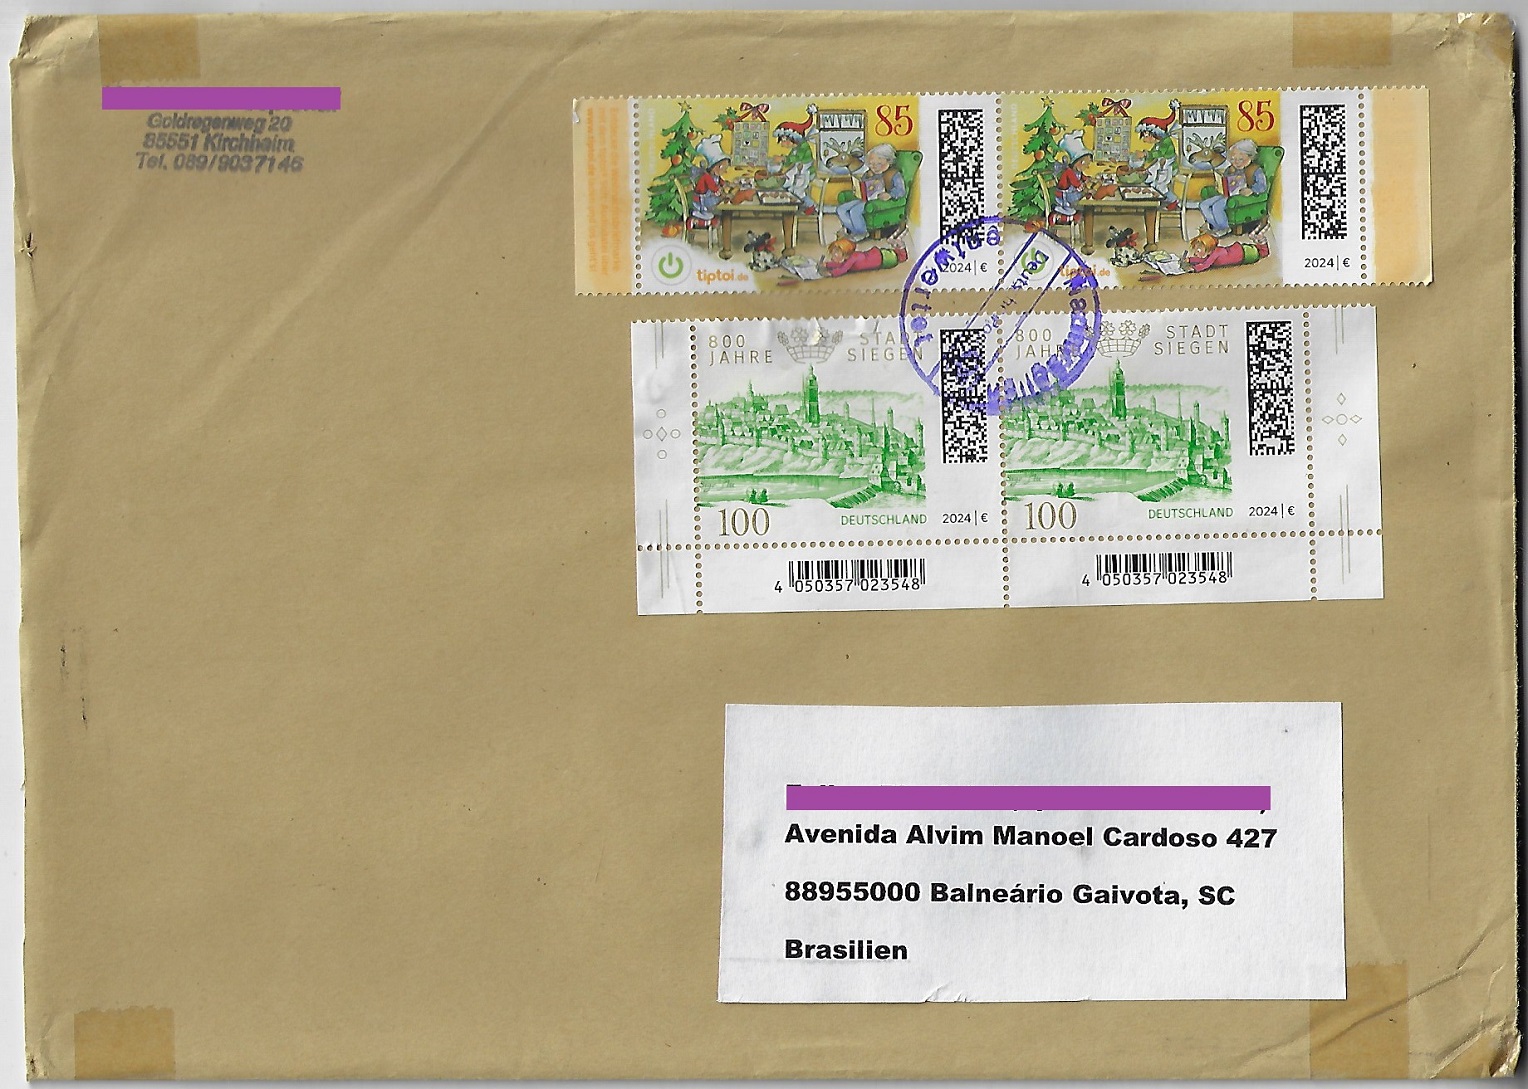 Goldregenweg 20
85551 Kirchheim
Tel. 089/9037146
85
85
tiptoi.de
2024 | €
tiptoi.de
2024 | €
800 JAHRE
STADT SIEGEN
800 JAHRE
STADT SIEGEN
100
DEUTSCHLAND
2024 | €
100
DEUTSCHLAND
2024 | €
4 050357 023548
4 050357 023548
Avenida Alvim Manoel Cardoso 427
88955000 Balneário Gaivota, SC
Brasilien